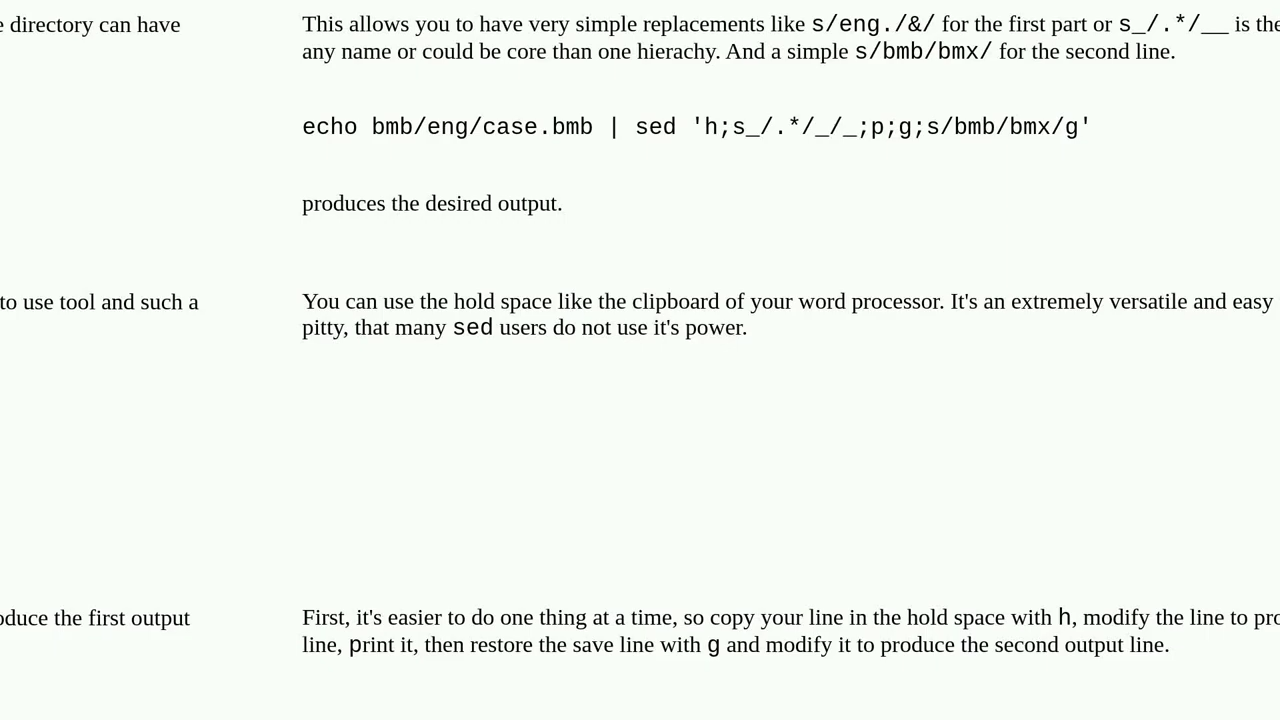 e directory can have
This allows you to have very simple replacements like s/eng./&/ for the first part or s_/.*/__ is the
any name or could be core than one hierachy. And a simple s/bmb/bmx/ for the second line.
echo bmb/eng/case.bmb | sed 'h;s_/.*/_/_;p;g;s/bmb/bmx/g'
produces the desired output.
to use tool and such a
You can use the hold space like the clipboard of your word processor. It's an extremely versatile and easy
pitty, that many sed users do not use it's power.
oduce the first output
First, it's easier to do one thing at a time, so copy your line in the hold space with h, modify the line to pro
line, print it, then restore the save line with g and modify it to produce the second output line.